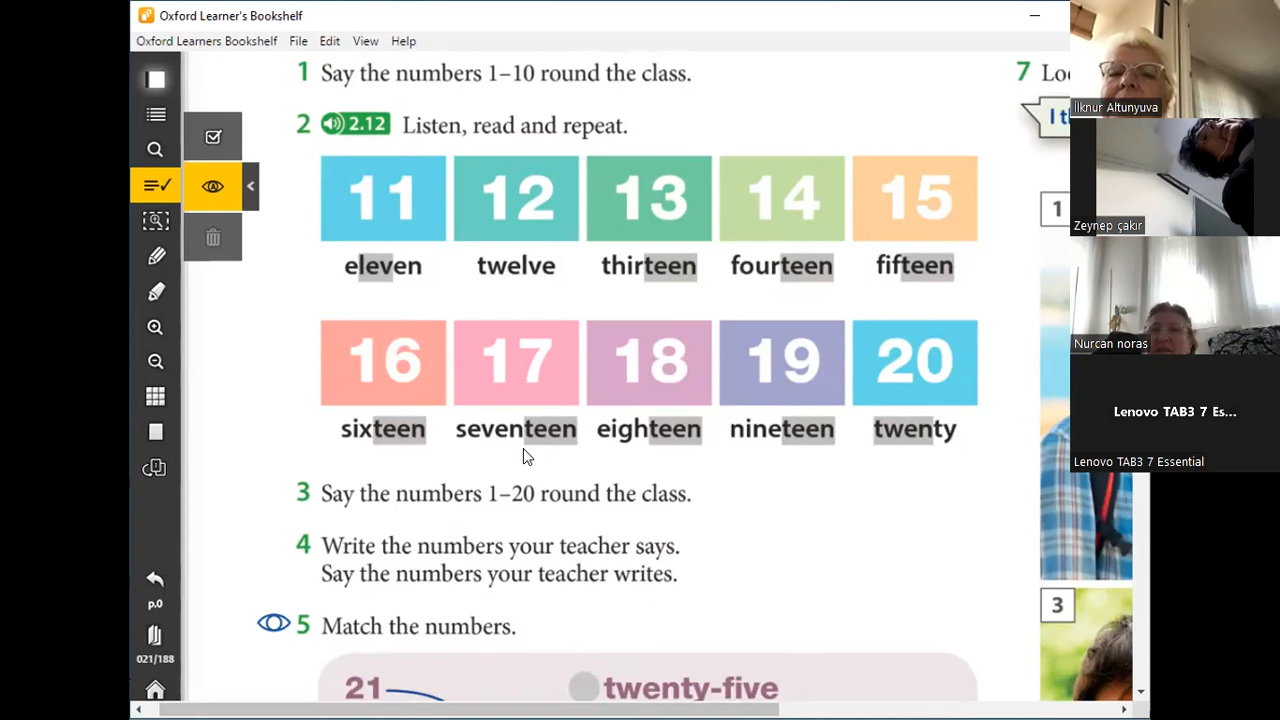 Oxford Learner's Bookshelf
Oxford Learners Bookshelf File Edit View Help
1 Say the numbers 1–10 round the class.
2 2.12 Listen, read and repeat.
11 12 13 14 15
eleven twelve thirteen fourteen fifteen
16 17 18 19 20
sixteen seventeen eighteen nineteen twenty
3 Say the numbers 1–20 round the class.
4 Write the numbers your teacher says.
Say the numbers your teacher writes.
5 Match the numbers.
21 twenty-five
p.0
021/188
7
I
1
3
İlknur Altunyuva
Zeynep çakır
Nurcan noras
Lenovo TAB3 7 Es...
Lenovo TAB3 7 Essential